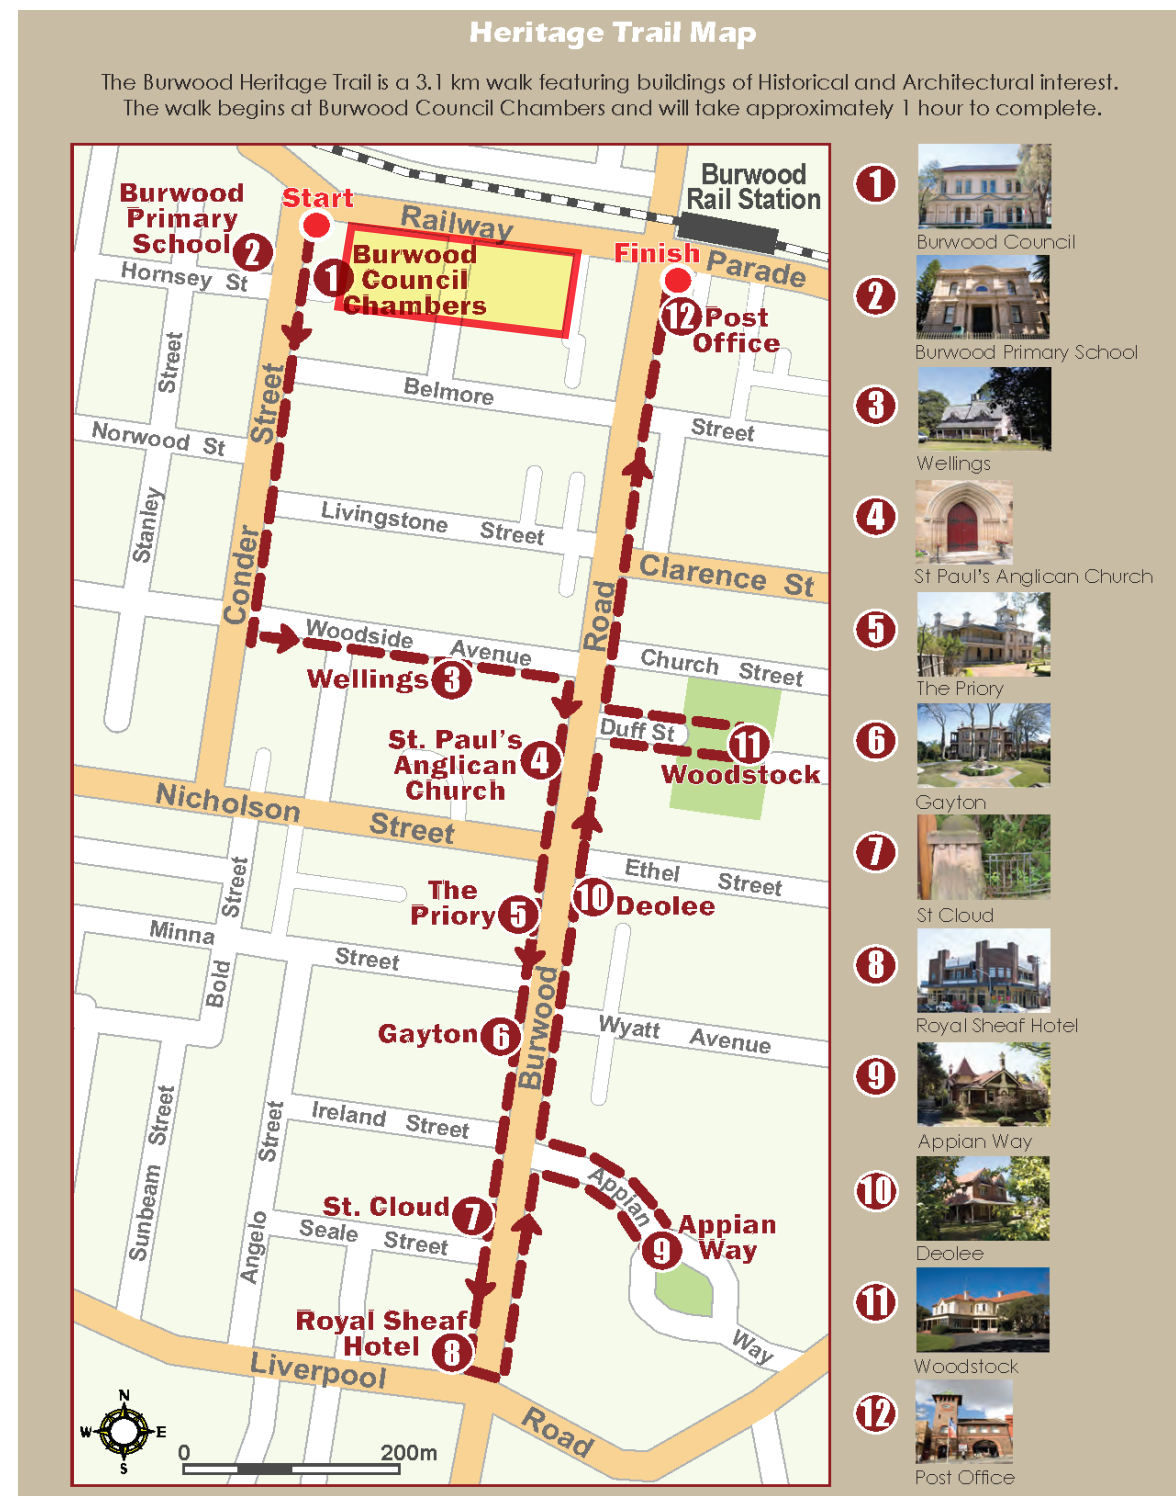 Heritage Trail Map
The Burwood Heritage Trail is a 3.1 km walk featuring buildings of Historical and Architectural interest.
The walk begins at Burwood Council Chambers and will take approximately 1 hour to complete.
Burwood
Primary
School
2
Start
Railway
Parade
Burwood
Rail Station
Finish
1
Burwood
Council
Chambers
12
Post
Office
Hornsey St
Stanley
Street
Conder
Street
Belmore
Street
Norwood St
Livingstone Street
Clarence St
Burwood
Road
Woodside Avenue
Church Street
Wellings
3
Duff St
11
Woodstock
St. Paul's
Anglican
Church
4
Nicholson Street
Ethel Street
The
Priory
5
10
Deolee
Bold
Street
Minna Street
Gayton
6
Wyatt Avenue
Ireland Street
Sunbeam Street
Angelo Street
Appian
Way
Appian
Way
9
St. Cloud
7
Seale Street
Royal Sheaf
Hotel
8
Liverpool
Road
N
W
E
S
0
200m
1
Burwood Council
2
Burwood Primary School
3
Wellings
4
St Paul's Anglican Church
5
The Priory
6
Gayton
7
St Cloud
8
Royal Sheaf Hotel
9
Appian Way
10
Deolee
11
Woodstock
12
Post Office